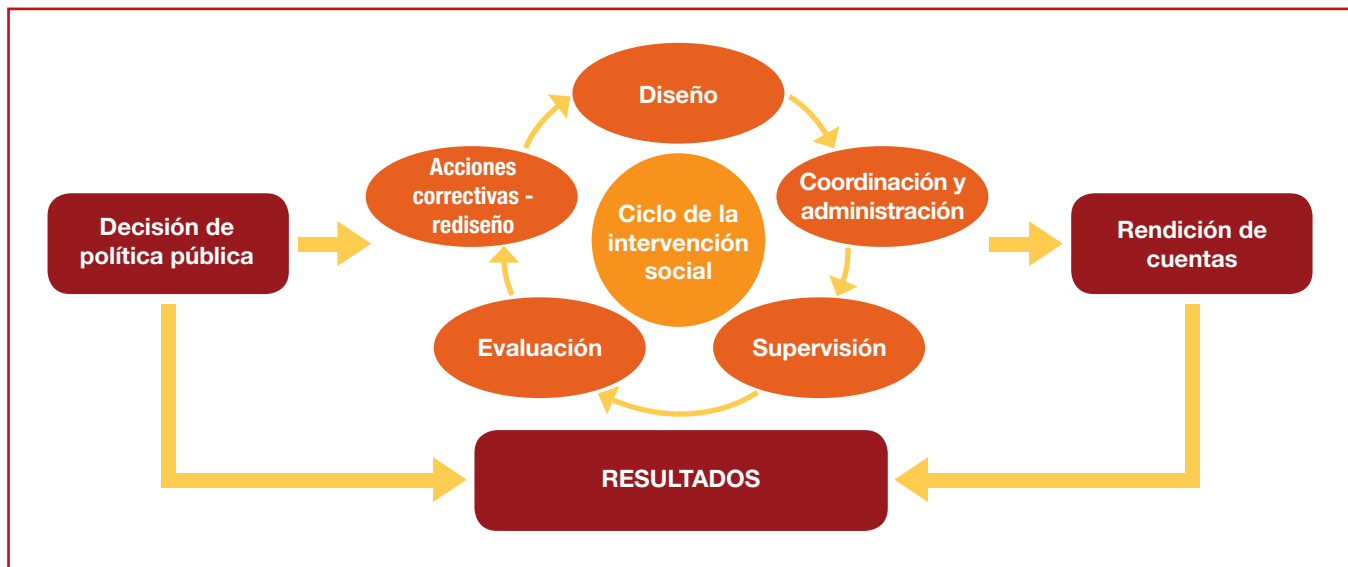 Diseño
Acciones
correctivas -
rediseño
Coordinación y
administración
Ciclo de la
intervención
social
Decisión de
política pública
Rendición de
cuentas
Evaluación
Supervisión
RESULTADOS